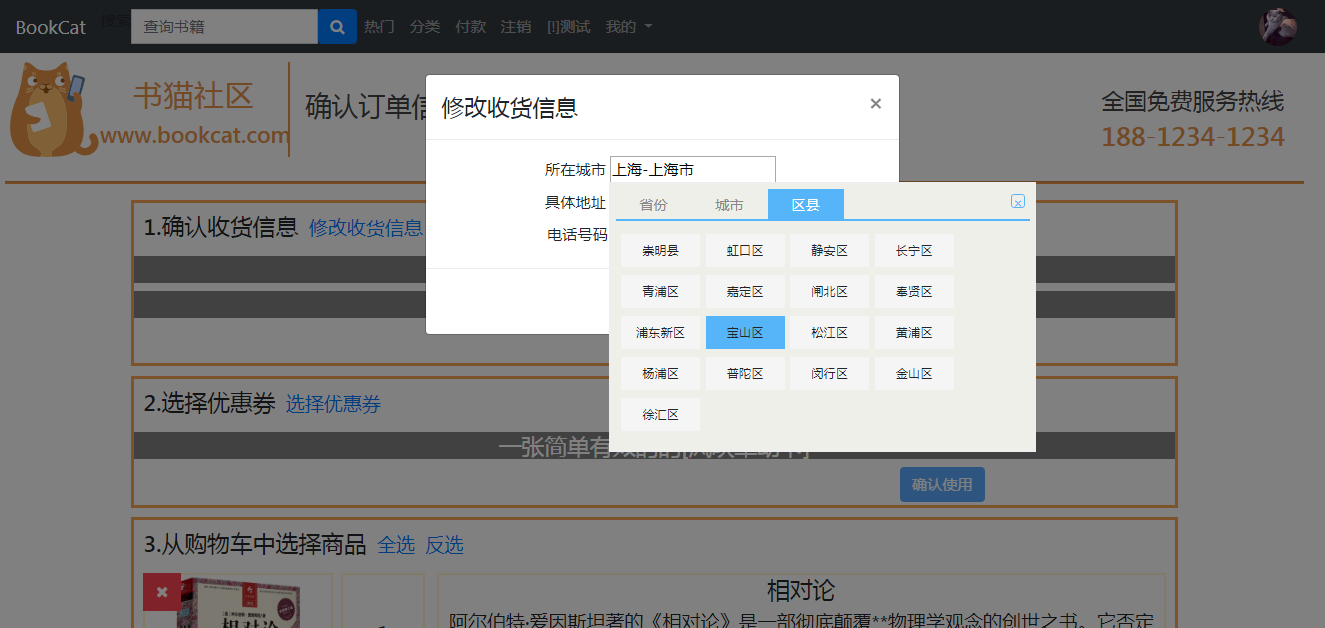 BookCat 搜索 查询书籍 热门 分类 付款 注销 [!]测试 我的
书猫社区
www.bookcat.com
确认订单信
全国免费服务热线
188-1234-1234
修改收货信息 ×
所在城市 上海-上海市
具体地址
电话号码
省份 城市 区县
崇明县 虹口区 静安区 长宁区
青浦区 嘉定区 闸北区 奉贤区
浦东新区 宝山区 松江区 黄浦区
杨浦区 普陀区 闵行区 金山区
徐汇区
1.确认收货信息 修改收货信息
2.选择优惠券 选择优惠券
一张简单有
确认使用
3.从购物车中选择商品 全选 反选
相对论
相对论
阿尔伯特·爱因斯坦著的《相对论》是一部彻底颠覆**物理学观念的创世之书。它否定